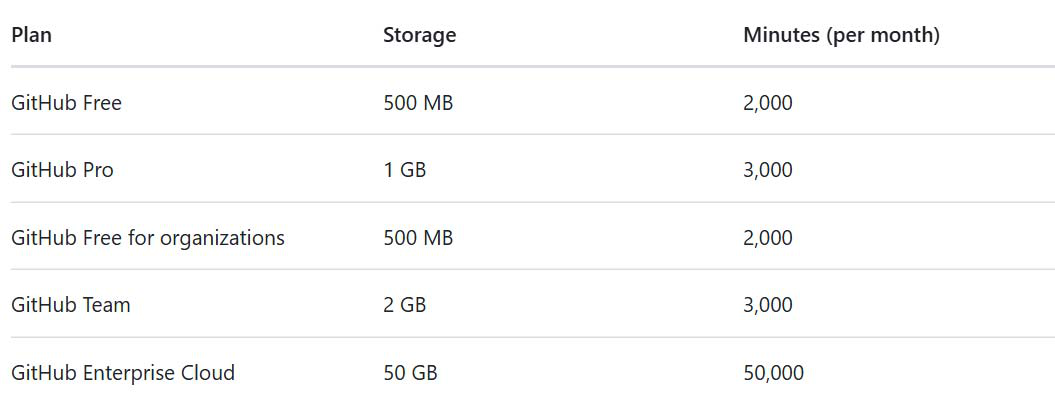 Plan Storage Minutes (per month)
GitHub Free 500 MB 2,000
GitHub Pro 1 GB 3,000
GitHub Free for organizations 500 MB 2,000
GitHub Team 2 GB 3,000
GitHub Enterprise Cloud 50 GB 50,000